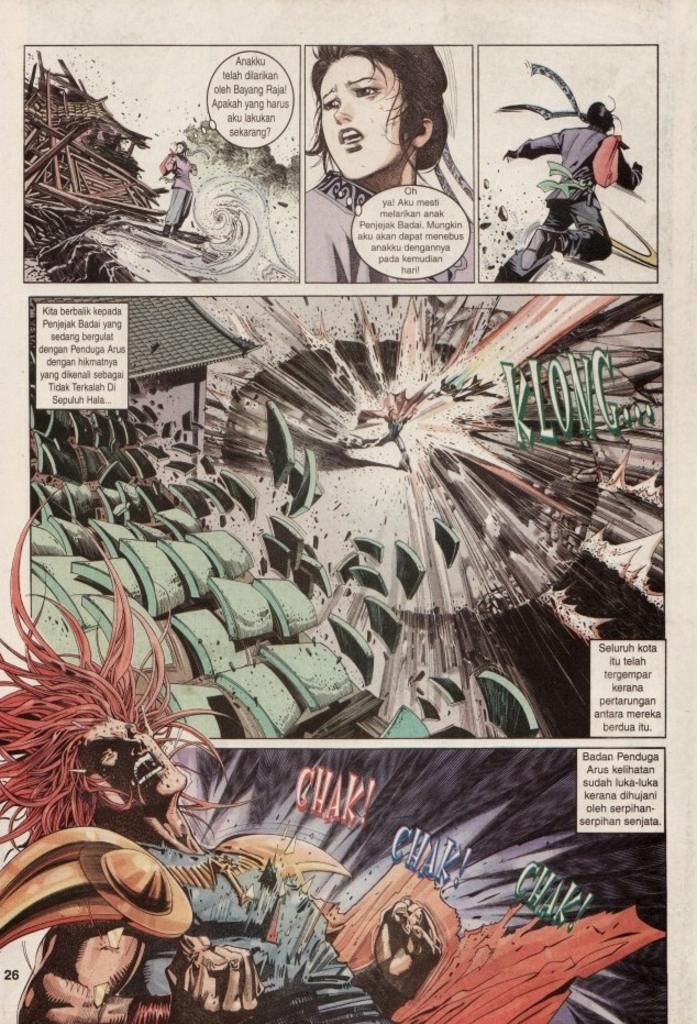 Anakku
telah dilarikan
oleh Bayang Raja!
Apakah yang harus
aku lakukan
sekarang?
Oh
ya! Aku mesti
melarikan anak
Penjejak Badai. Mungkin
aku akan dapat menebus
anakku dengannya
pada kemudian
hari!
Kita berbalik kepada
Penjejak Badai yang
sedang bergulat
dengan Penduga Arus
dengan hikmatnya
yang dikenali sebagai
Tidak Terkalah Di
Sepuluh Hala...
KLONG...
Seluruh kota
itu telah
tergempar
kerana
pertarungan
antara mereka
berdua itu.
Badan Penduga
Arus kelihatan
sudah luka-luka
kerana dihujani
oleh serpihan-
serpihan senjata.
CHAK!
CHAK!
CHAK!
26